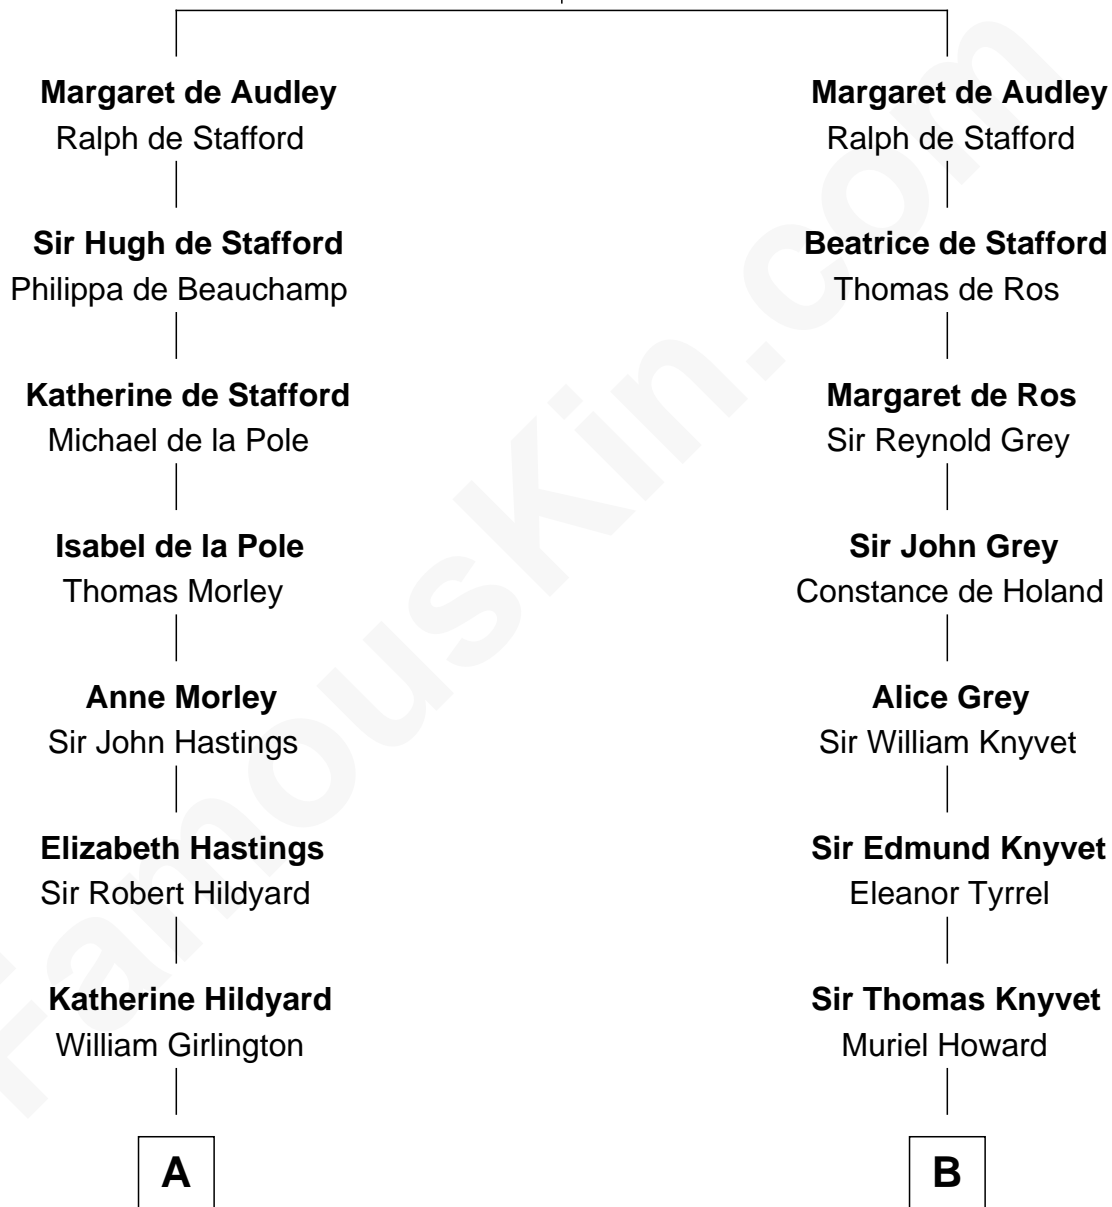 Margaret de Audley
Ralph de Stafford
Sir Hugh de Stafford
Philippa de Beauchamp
Katherine de Stafford
Michael de la Pole
Isabel de la Pole
Thomas Morley
Anne Morley
Sir John Hastings
Elizabeth Hastings
Sir Robert Hildyard
Katherine Hildyard
William Girlington
A
Margaret de Audley
Ralph de Stafford
Beatrice de Stafford
Thomas de Ros
Margaret de Ros
Sir Reynold Grey
Sir John Grey
Constance de Holand
Alice Grey
Sir William Knyvet
Sir Edmund Knyvet
Eleanor Tyrrel
Sir Thomas Knyvet
Muriel Howard
B
FamousKin.com